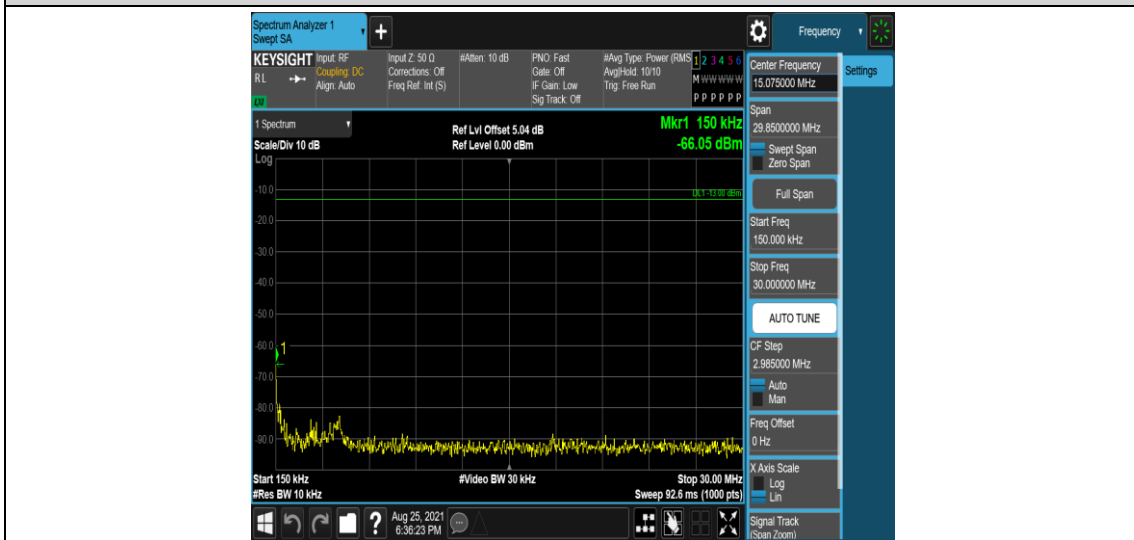 Spectrum Analyzer 1
Swept SA
+
Frequency
KEYSIGHT
RL
Input: RF
Coupling: DC
Align: Auto
Input Z: 50 Ω
Corrections: Off
Freq Ref: Int (S)
#Atten: 10 dB
PNO: Fast
Gate: Off
IF Gain: Low
Sig Track: Off
#Avg Type: Power (RMS
Avg|Hold: 10/10
Trig: Free Run
1 2 3 4 5 6
M W W W W W
P P P P P P
1 Spectrum
Scale/Div 10 dB
Log
Ref Lvl Offset 5.04 dB
Ref Level 0.00 dBm
Mkr1 150 kHz
-66.05 dBm
DL1 -13.00 dBm
-10.0
-20.0
-30.0
-40.0
-50.0
-60.0
1
-70.0
-80.0
-90.0
Start 150 kHz
#Res BW 10 kHz
#Video BW 30 kHz
Stop 30.00 MHz
Sweep 92.6 ms (1000 pts)
Aug 25, 2021
6:36:23 PM
?
Center Frequency
15.075000 MHz
Settings
Span
29.8500000 MHz
Swept Span
Zero Span
Full Span
Start Freq
150.000 kHz
Stop Freq
30.000000 MHz
AUTO TUNE
CF Step
2.985000 MHz
Auto
Man
Freq Offset
0 Hz
X Axis Scale
Log
Lin
Signal Track
(Span Zoom)